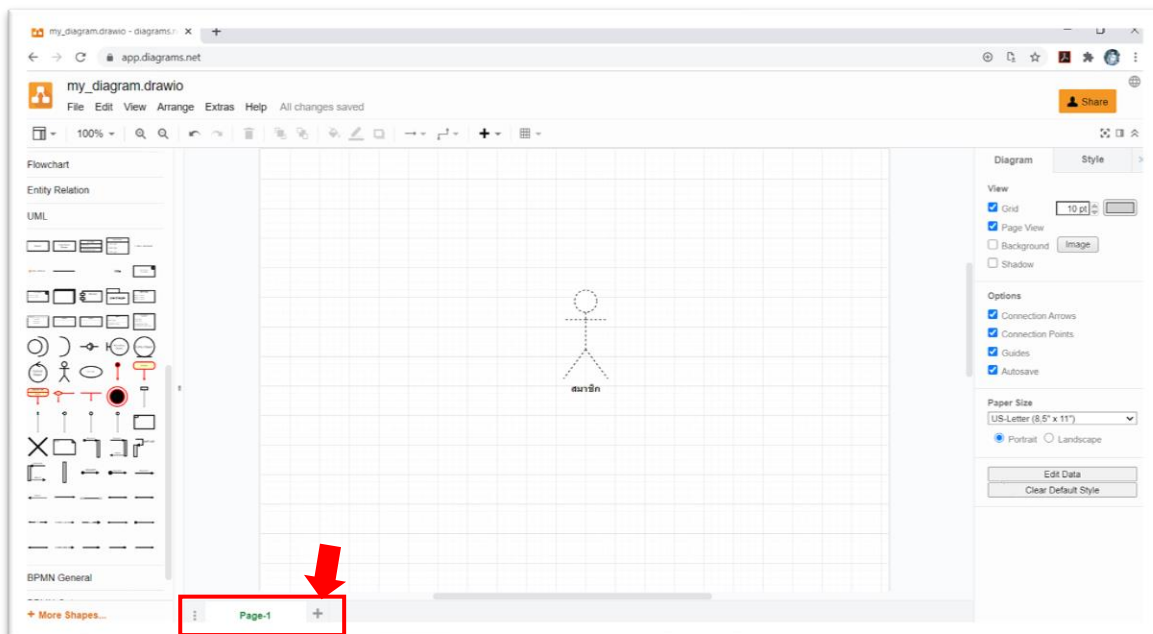 my_diagram.drawio - diagrams.n
app.diagrams.net
my_diagram.drawio
File Edit View Arrange Extras Help All changes saved
Share
100%
Flowchart
Entity Relation
UML
BPMN General
+ More Shapes...
สมาชิก
Page-1
Diagram Style
View
Grid 10 pt
Page View
Background Image
Shadow
Options
Connection Arrows
Connection Points
Guides
Autosave
Paper Size
US-Letter (8,5" x 11")
Portrait Landscape
Edit Data
Clear Default Style